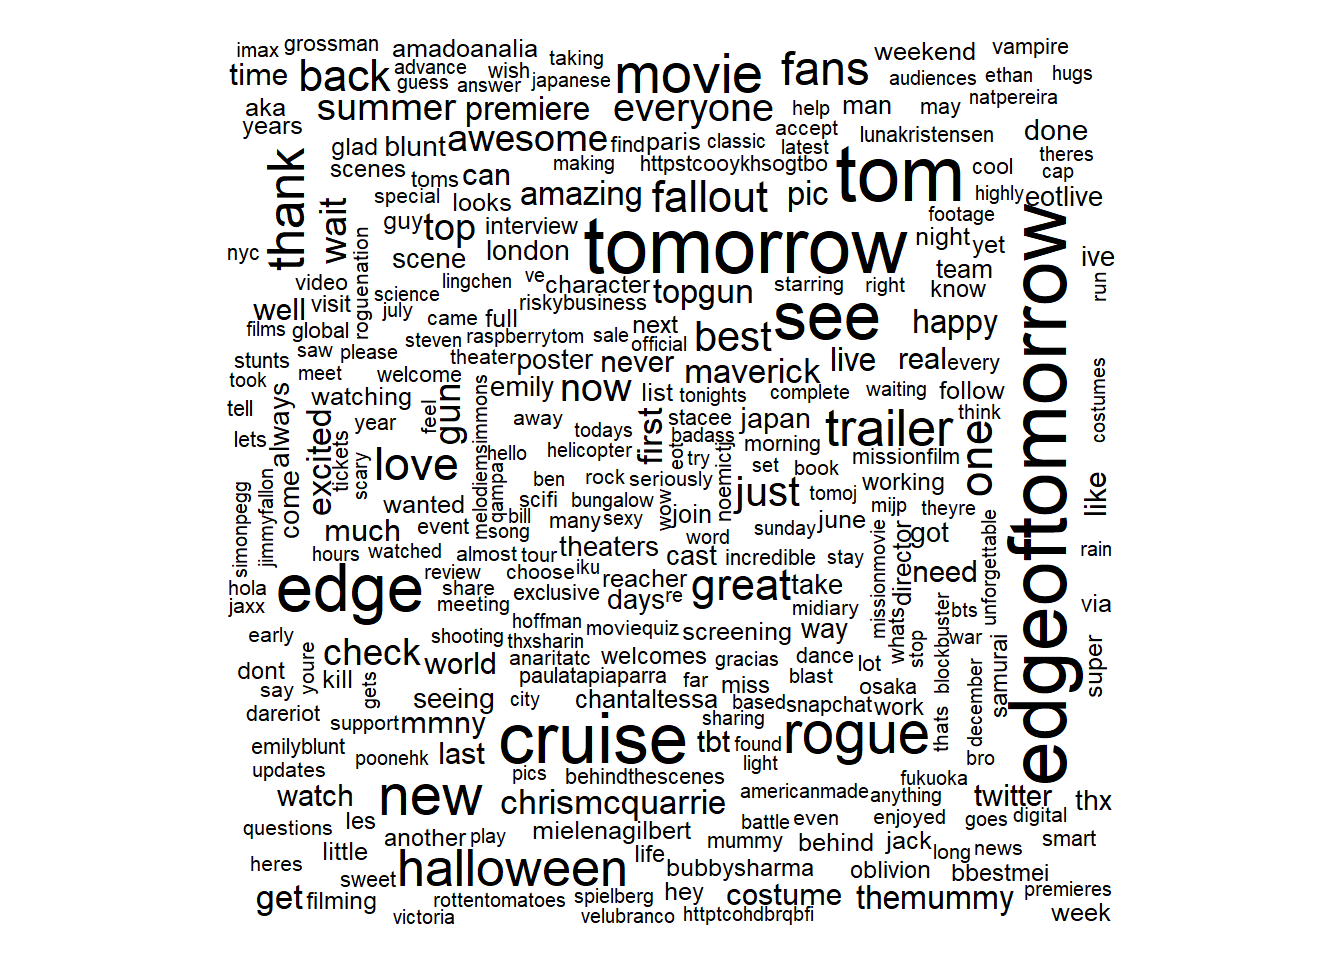 imax grossman amadoanalia taking movie fans weekend vampire
time back advance wish guess answer japanese audiences ethan hugs
aka summer premiere everyone help man may natpereira
years glad blunt awesome find paris classic accept latest lunakristensen done
thank scenes toms can making httpstcooykhsogtbo tom cool theres cap
wait special looks amazing fallout pic highly eotlive
guy top interview footage
nyc roguenation scene london tomorrow night yet ive
video lingchen ve character starring right team know run
well visit science riskybusiness topgun edgeoftomorrow
july came full see happy
films global steven raspberrytom sale next official best
stunts saw please theater poster never maverick live real every
took meet welcome emily now list tonights complete waiting follow costumes
tell always watching gun
lets excited year feel away todays first stacee badass japan trailer think one
tickets scary love melodiemsimmons hello helicopter eot try noemictj morning missionfilm
simonpegg jimmyfallon come qampa ben rock seriously set book working like
wanted scifi bungalow just tomoj mijp theyre
much event song bill many sexy wow join word sunday june got
hours watched almost tour theaters cast incredible stay director unforgettable rain
hola edge review choose iku reacher great take need
jaxx share exclusive days re missionmovie via
meeting hoffman midiary bts
early shooting thxsharin moviequiz screening way whats stop blockbuster war
dont youre check world anaritatc welcomes gracias dance lot samurai super
say kill gets paulatapiaparra far miss blast osaka
dareriot seeing city chantaltessa based snapchat work december
support mmny sharing thats
emilyblunt poonehk last cruise tbt found rogue bro
updates light
pics behindthescenes fukuoka
watch new chrismcquarrie americanmade anything twitter thx
questions les another play mielenagilbert battle even enjoyed goes digital
little life mummy behind jack long news smart
heres sweet halloween bubbysharma oblivion bbestmei
get filming rottentomatoes spielberg hey costume themummy premieres
victoria velubranco httptcohdbrqbfi week